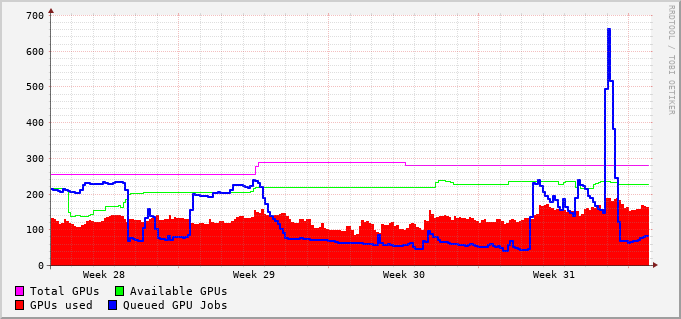 700
600
500
400
300
200
100
0
Week 28 Week 29 Week 30 Week 31
RRDTOOL / TOBI OETIKER
Total GPUs Available GPUs
GPUs used Queued GPU Jobs